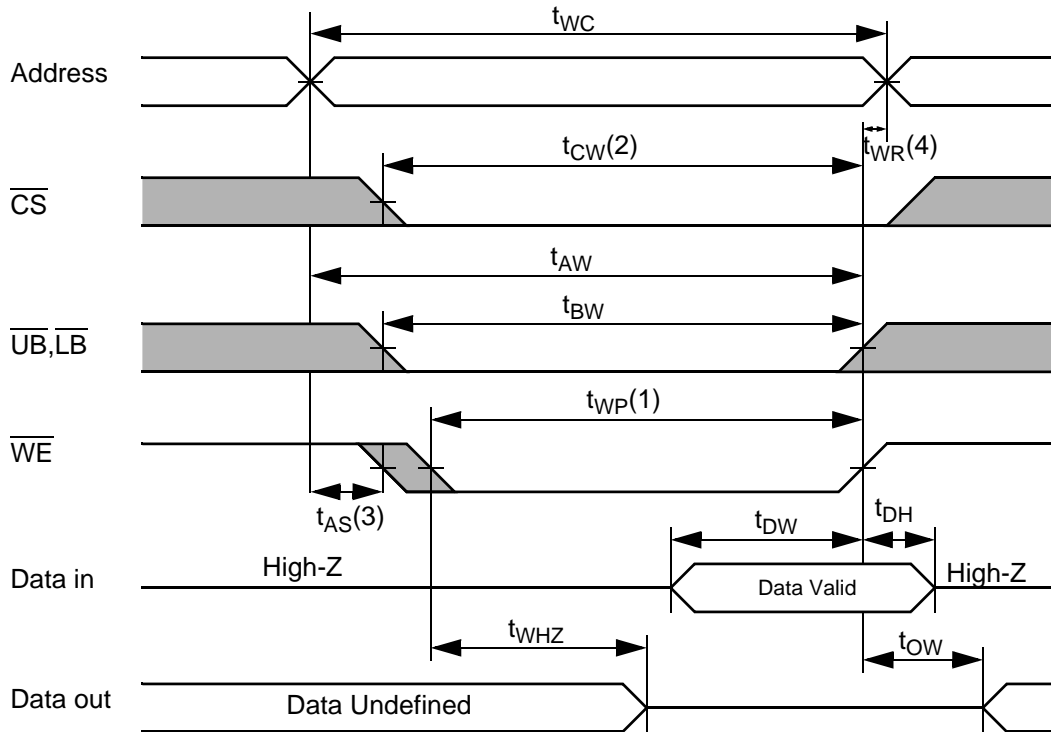 tWC
Address
tCW(2)
tWR(4)
CS
tAW
tBW
UB,LB
tWP(1)
WE
tAS(3)
tDW
tDH
Data in
High-Z
Data Valid
High-Z
tWHZ
tOW
Data out
Data Undefined